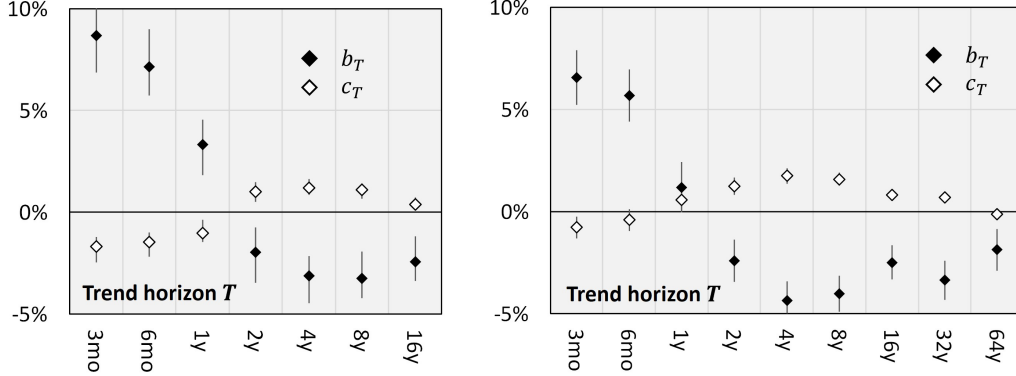 10%
5%
0%
-5%
b_T
c_T
Trend horizon T
3mo
6mo
1y
2y
4y
8y
16y
10%
5%
0%
-5%
b_T
c_T
Trend horizon T
3mo
6mo
1y
2y
4y
8y
16y
32y
64y